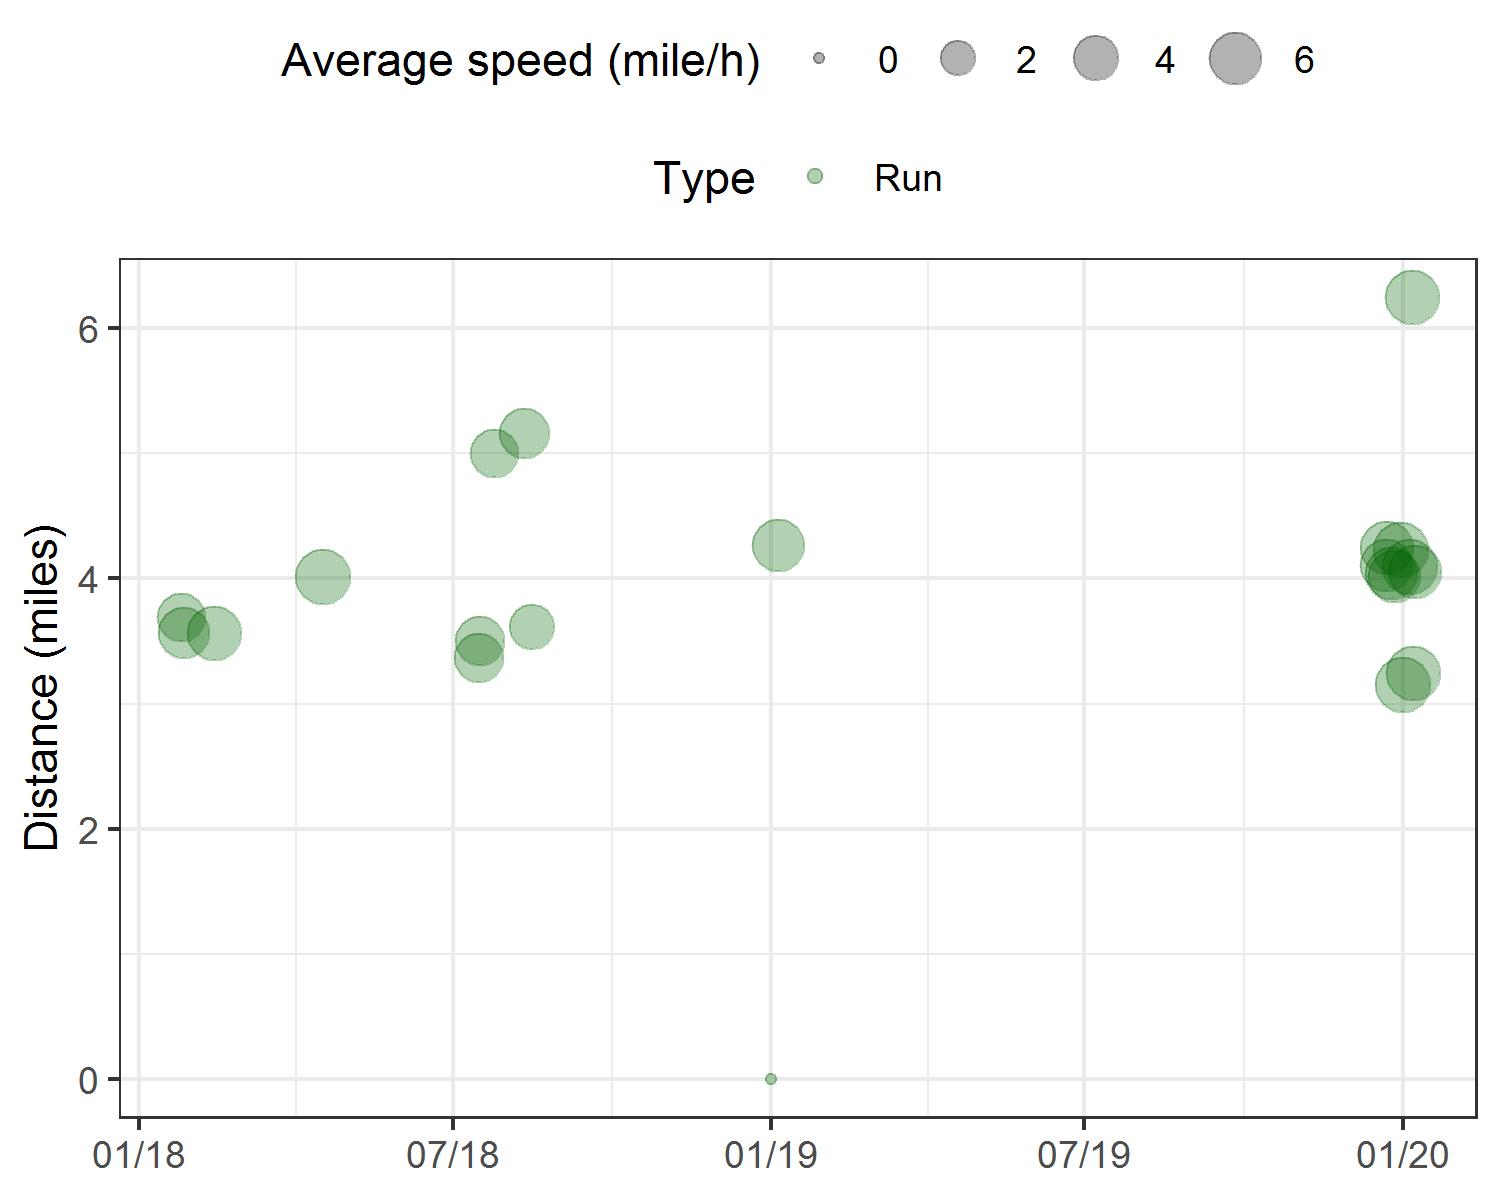 Average speed (mile/h) 0 2 4 6
Type Run
Distance (miles)
6
4
2
0
01/18 07/18 01/19 07/19 01/20